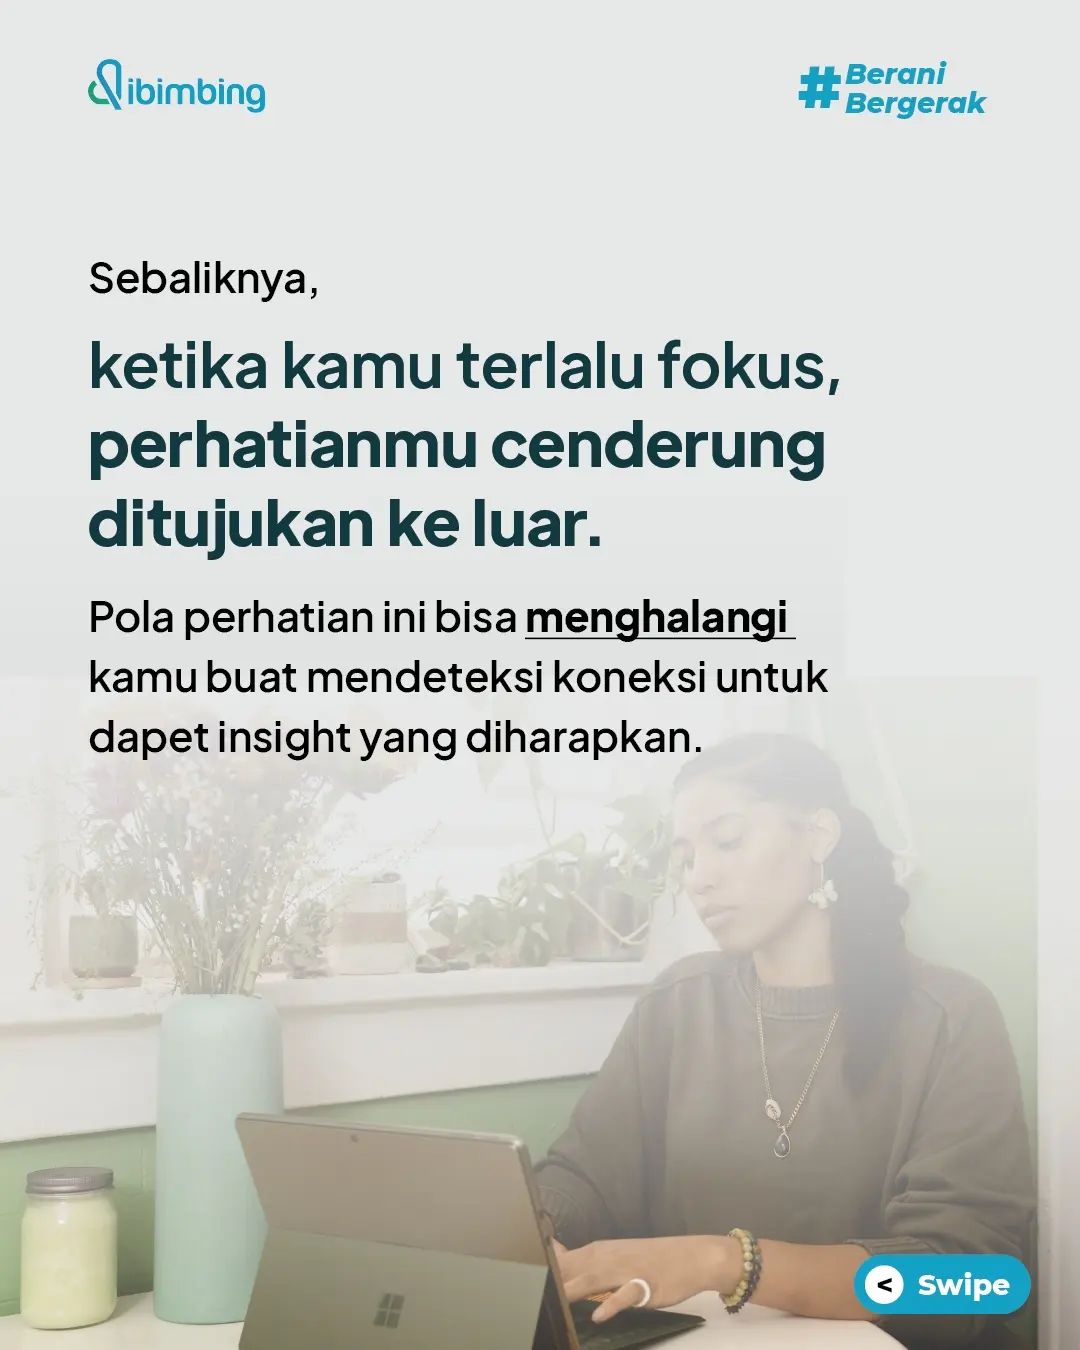 ibimbing
#Berani
Bergerak
Sebaliknya,
ketika kamu terlalu fokus,
perhatianmu cenderung
ditujukan ke luar.
Pola perhatian ini bisa menghalangi
kamu buat mendeteksi koneksi untuk
dapet insight yang diharapkan.
< Swipe